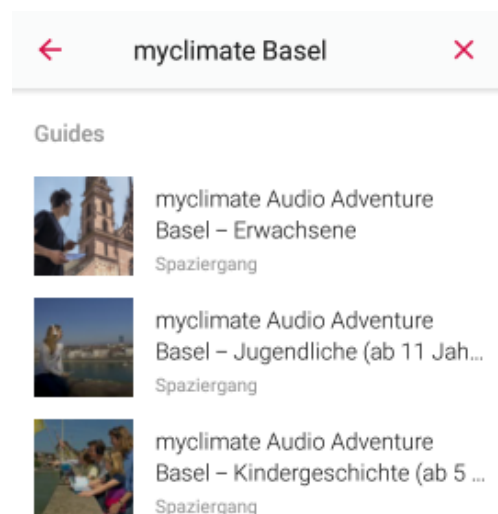 myclimate Basel
Guides
myclimate Audio Adventure
Basel – Erwachsene
Spaziergang
myclimate Audio Adventure
Basel – Jugendliche (ab 11 Jah...
Spaziergang
myclimate Audio Adventure
Basel – Kindergeschichte (ab 5 ...
Spaziergang